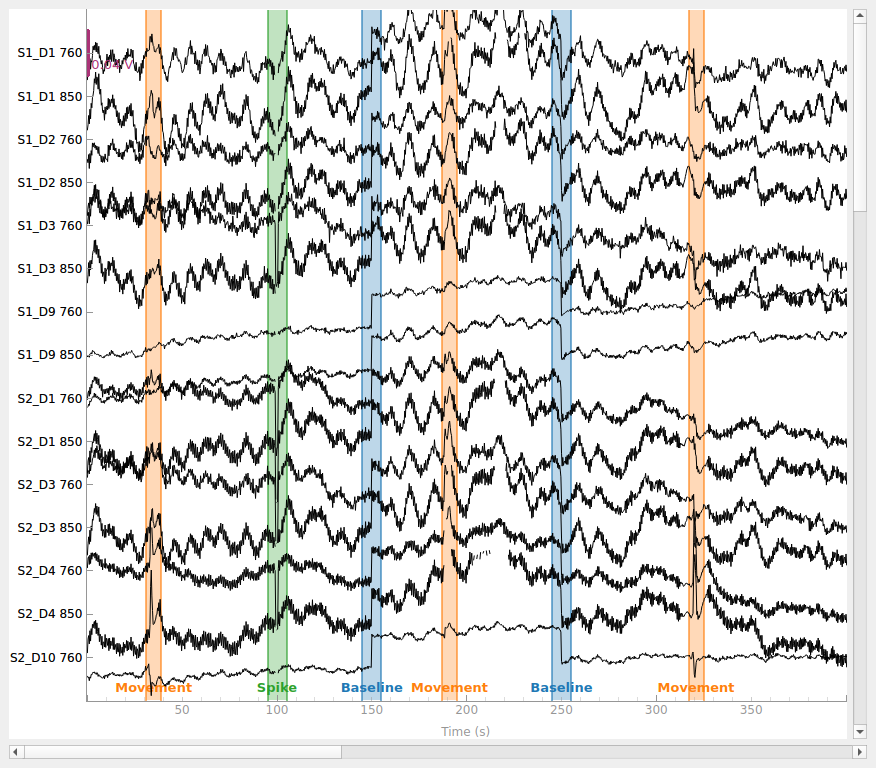 S1_D1 760
S1_D1 850
S1_D2 760
S1_D2 850
S1_D3 760
S1_D3 850
S1_D9 760
S1_D9 850
S2_D1 760
S2_D1 850
S2_D3 760
S2_D3 850
S2_D4 760
S2_D4 850
S2_D10 760
Movement Spike Baseline Movement Baseline Movement
50 100 150 200 250 300 350
Time (s)